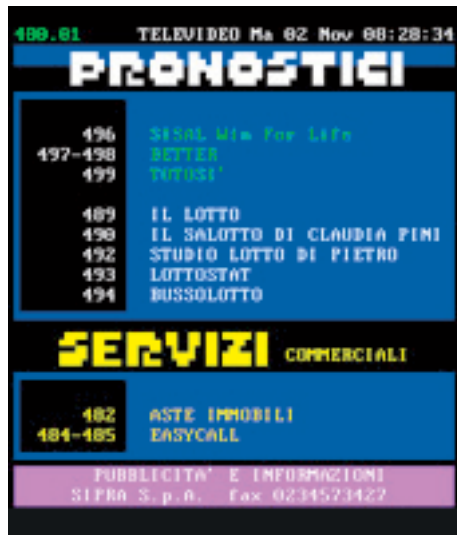 480.01 TELEVIDEO Ma 02 Nov 08:28:34
PRONOSTICI
496 SISAL Win For Life
497-498 BETTER
499 TOTOSI'
489 IL LOTTO
490 IL SALOTTO DI CLAUDIA PINI
492 STUDIO LOTTO DI PIETRO
493 LOTTOSTAT
494 BUSSOLOTTO
SERVIZI COMMERCIALI
482 ASTE IMMOBILI
484-485 EASYCALL
PUBBLICITA' E INFORMAZIONI
SIPRA S.p.A. fax 0234573427